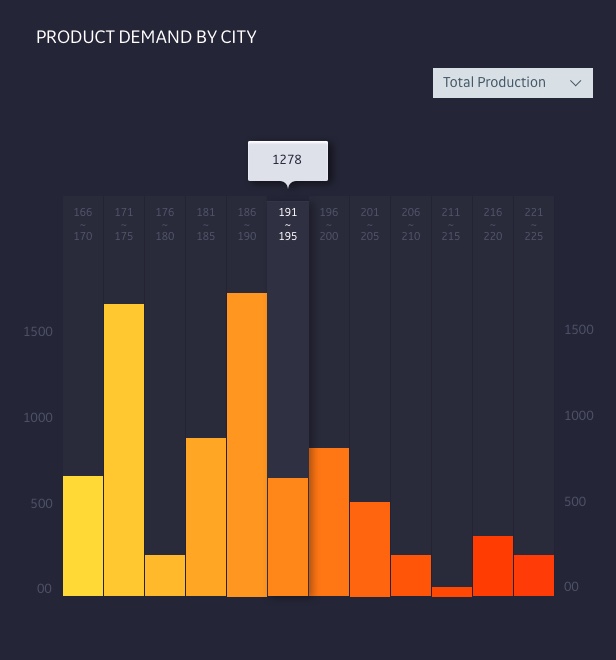 PRODUCT DEMAND BY CITY
Total Production
1278
166 171 176 181 186 191 196 201 206 211 216 221
~ ~ ~ ~ ~ ~ ~ ~ ~ ~ ~ ~
170 175 180 185 190 195 200 205 210 215 220 225
1500 1500
1000 1000
500 500
00 00